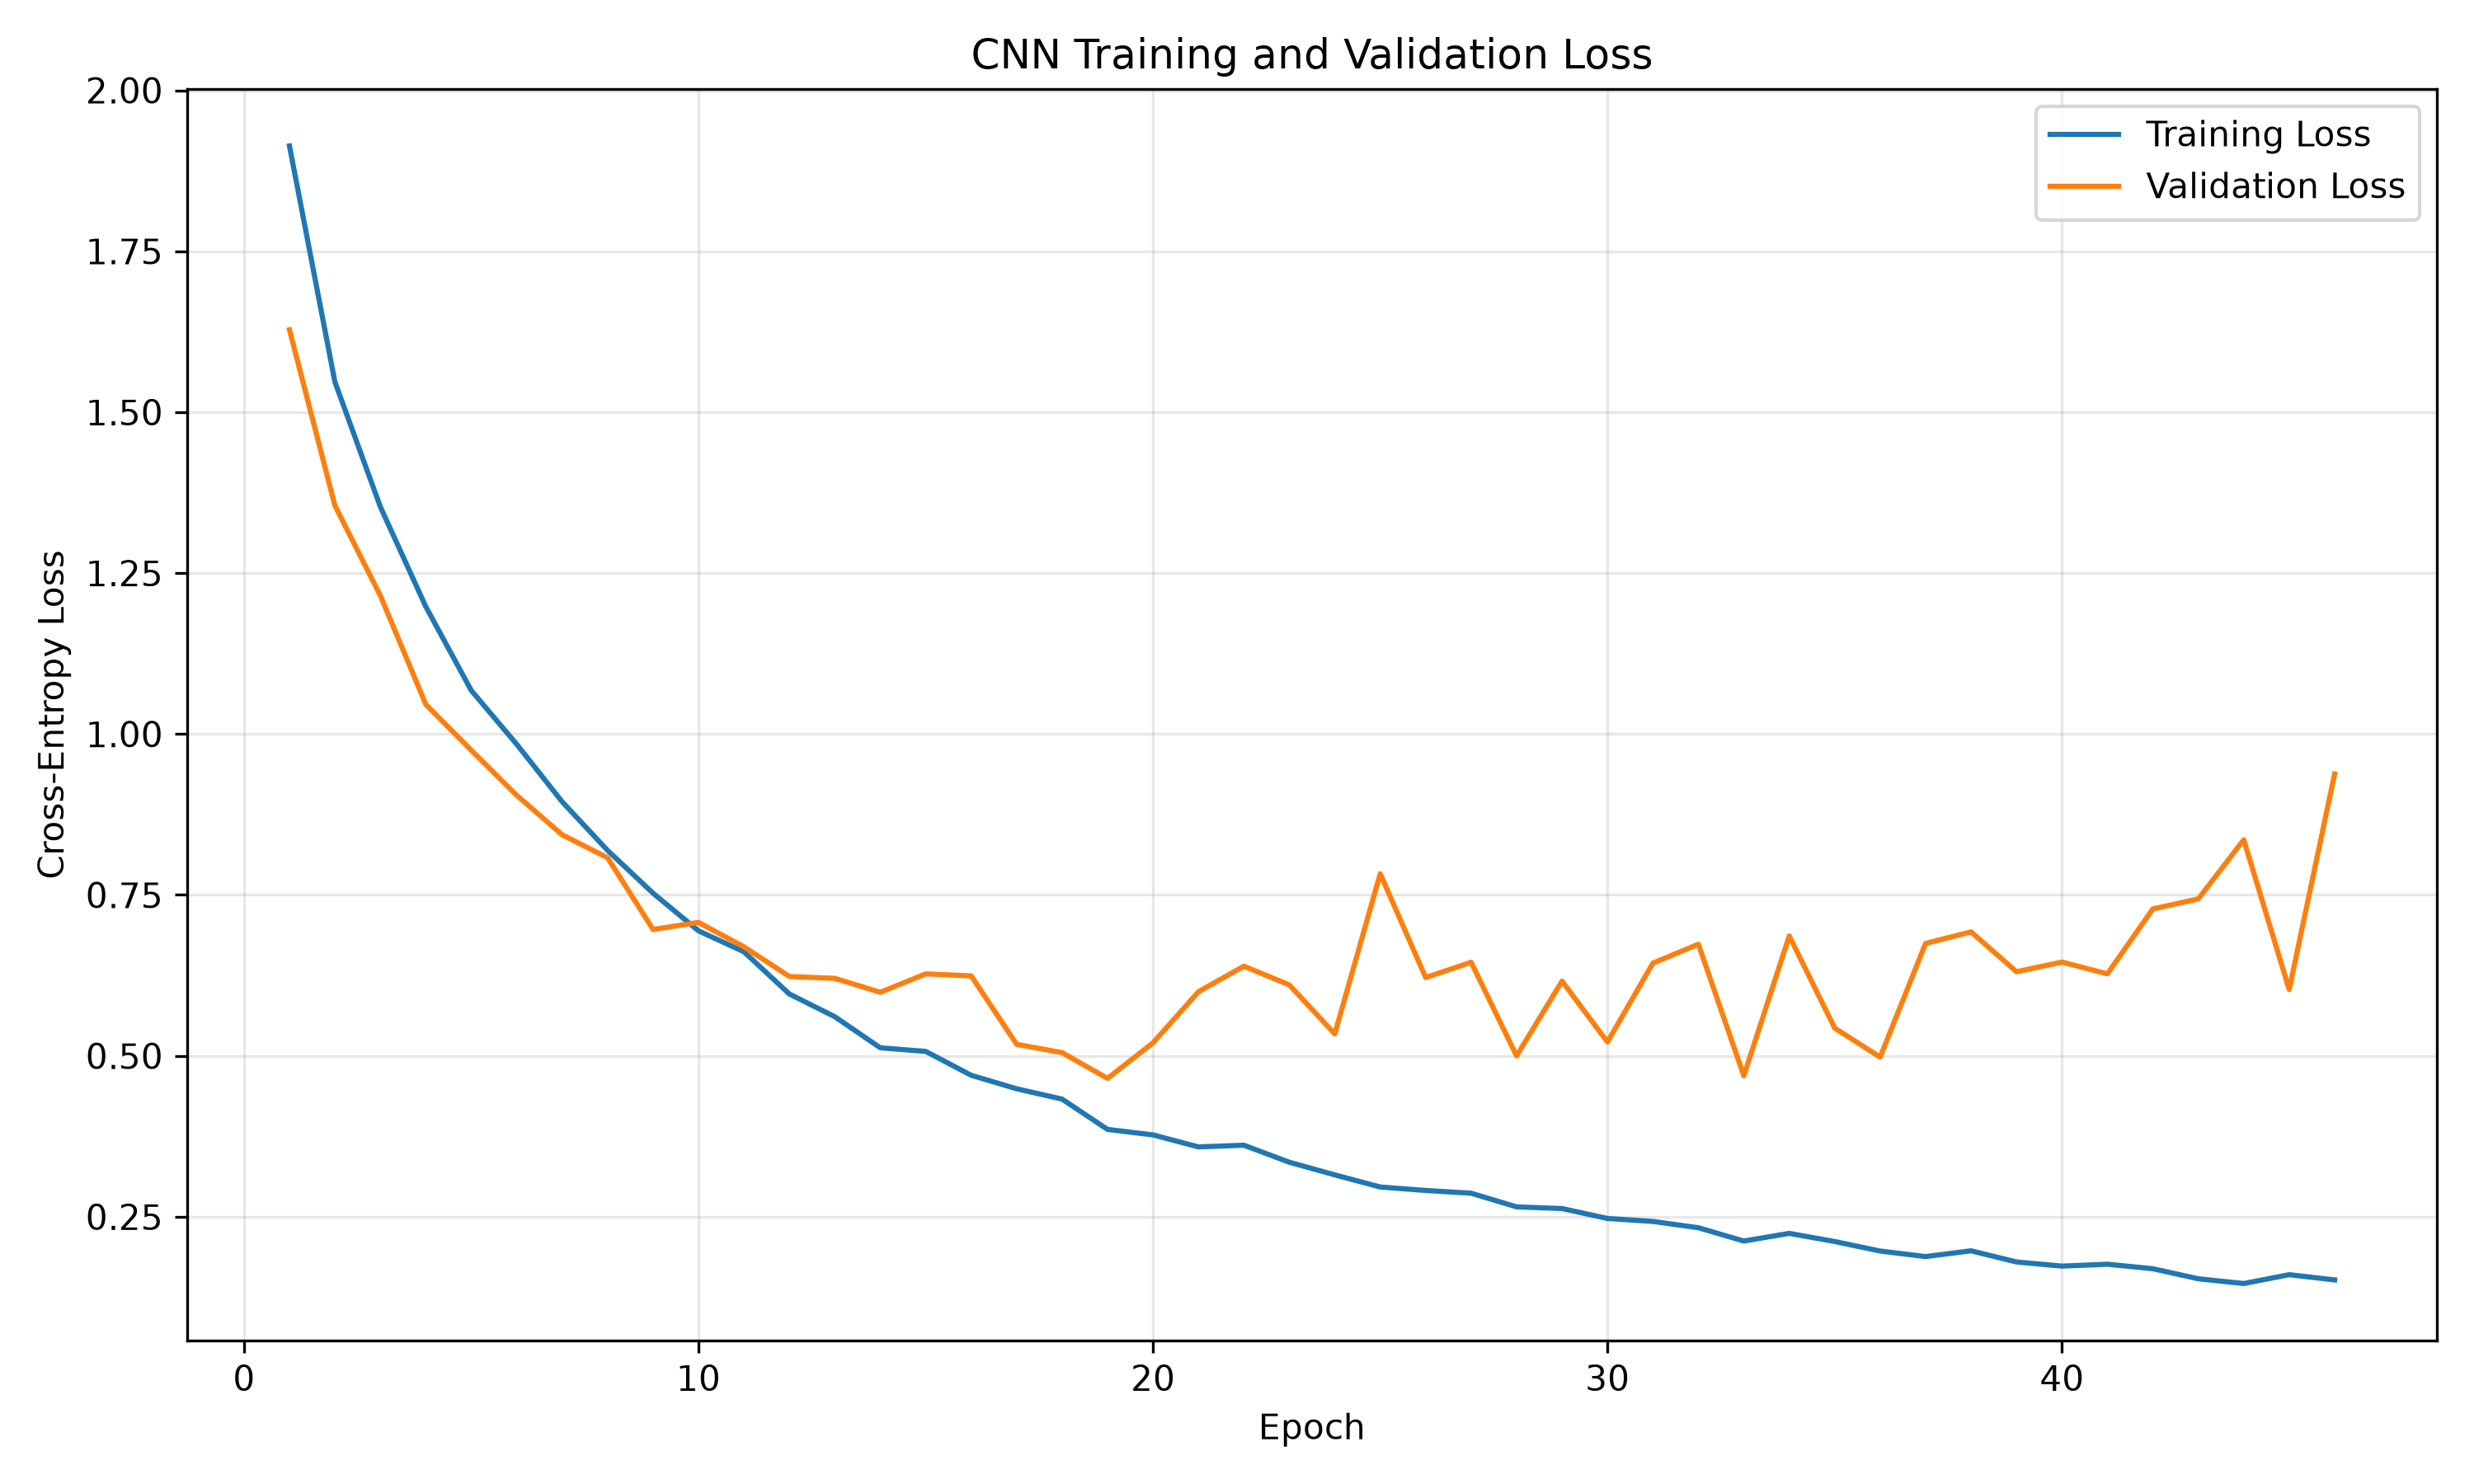 CNN Training and Validation Loss
Training Loss
Validation Loss
Cross-Entropy Loss
2.00
1.75
1.50
1.25
1.00
0.75
0.50
0.25
0 10 20 30 40
Epoch